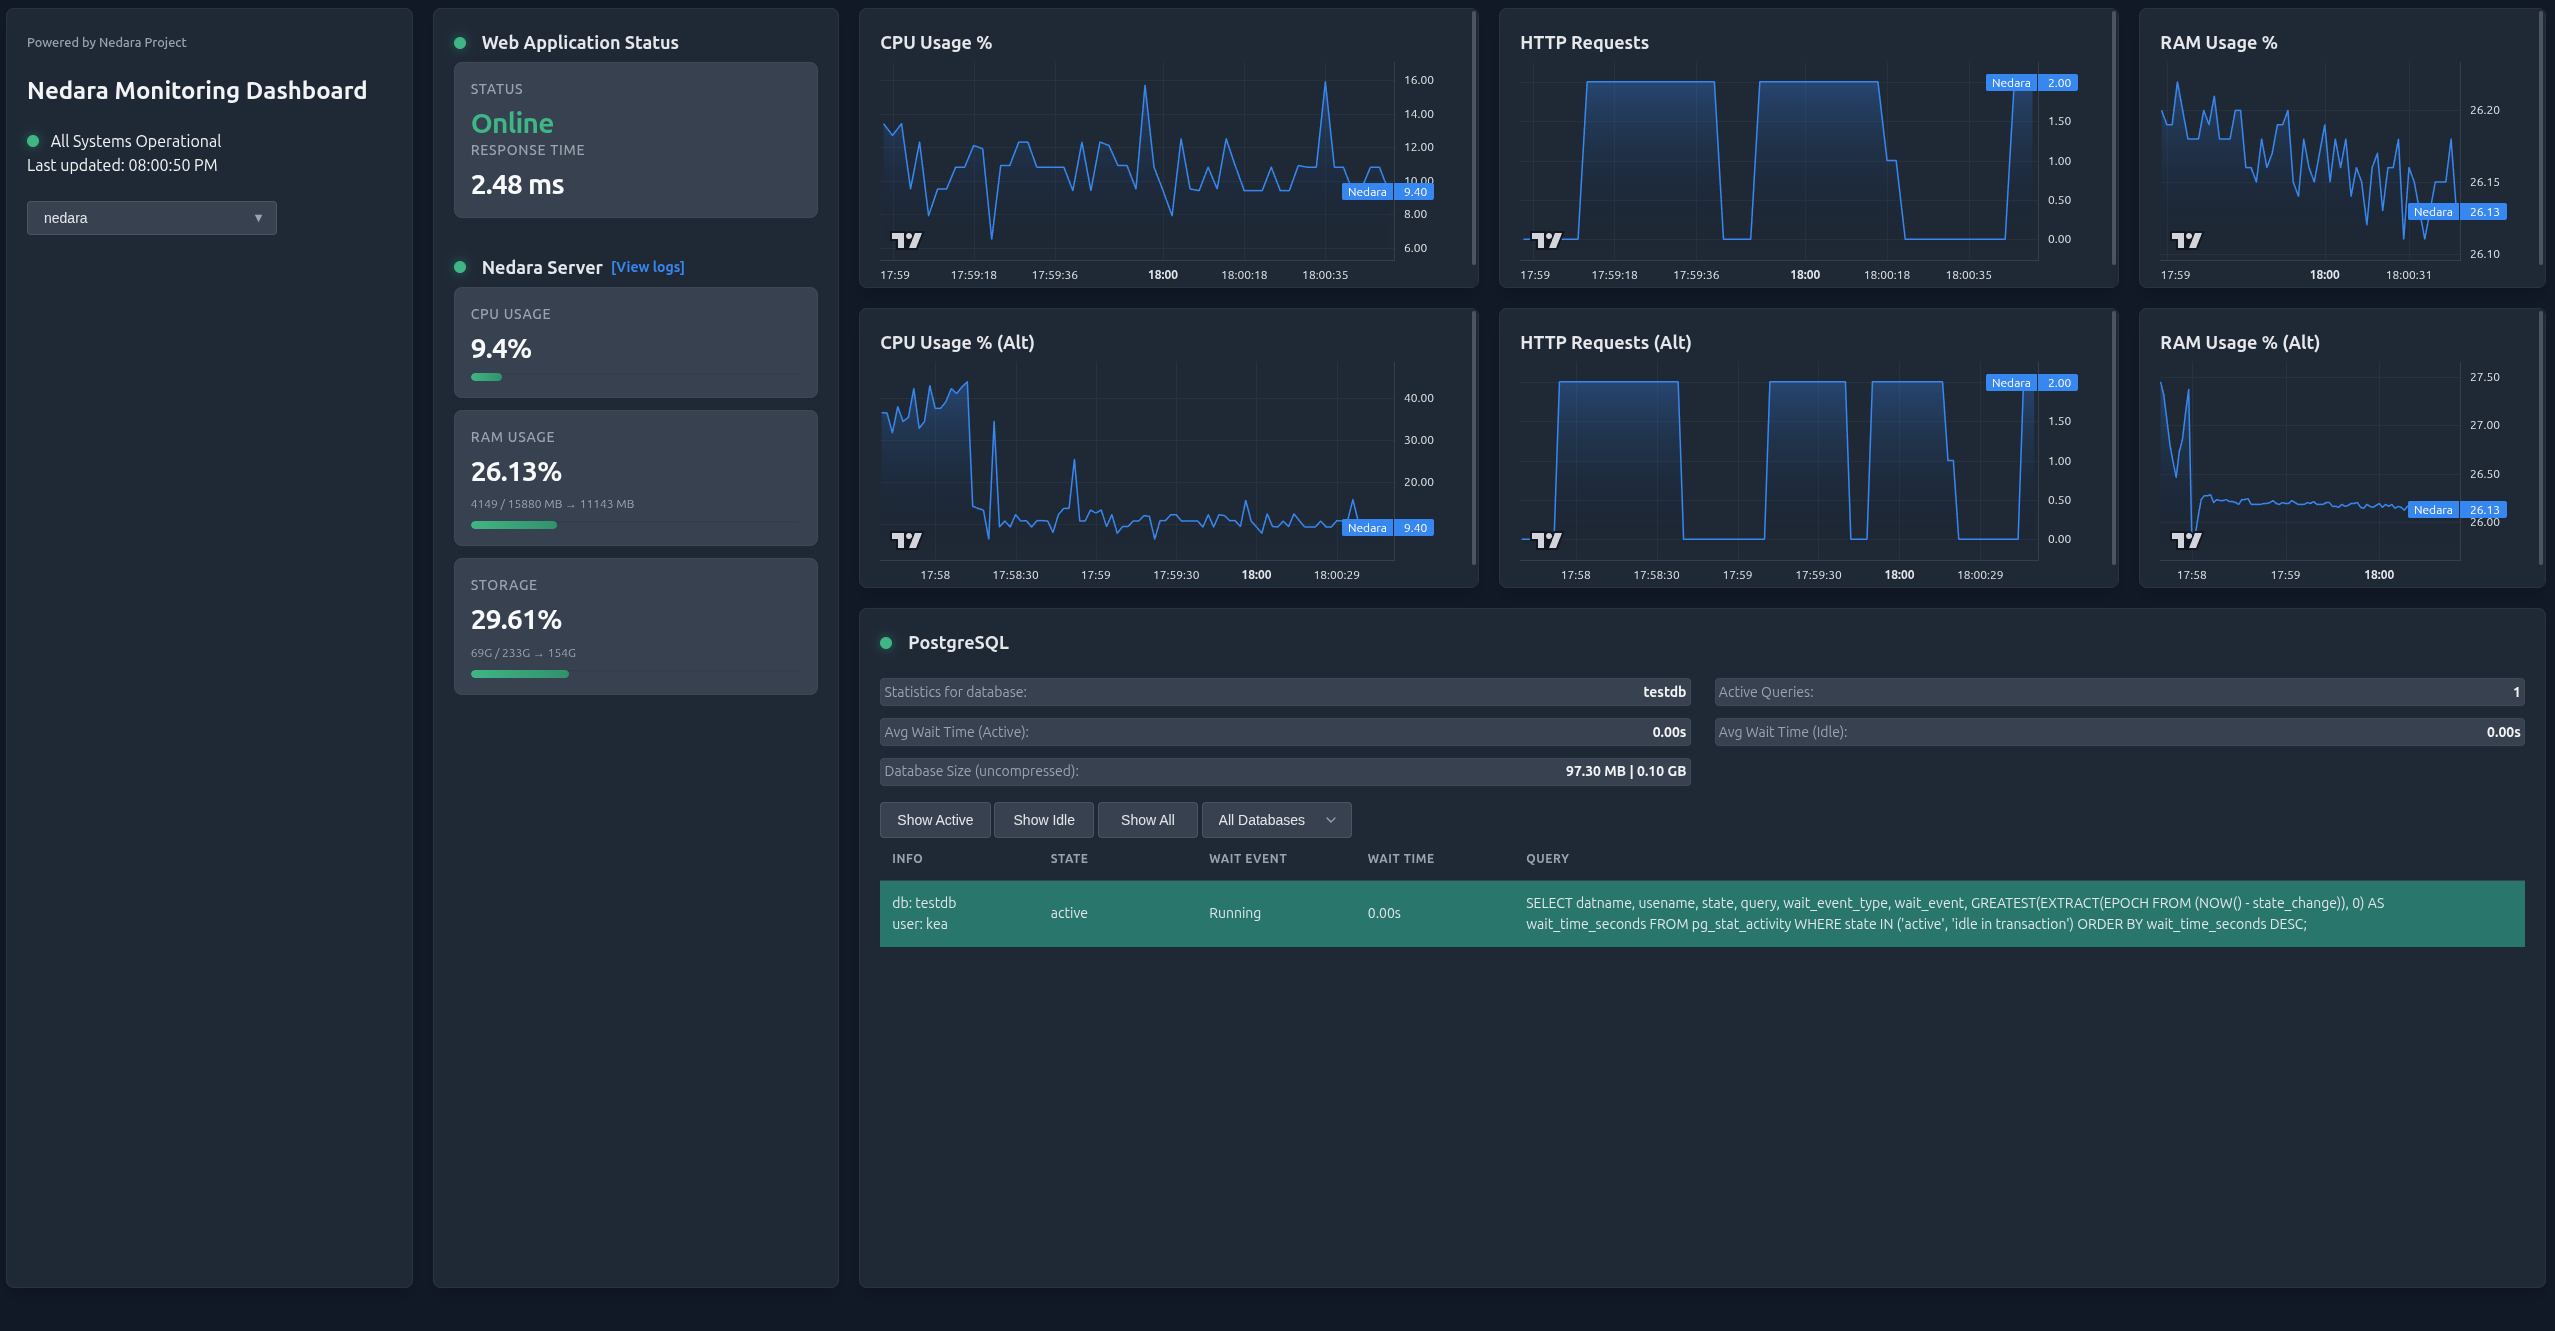 Powered by Nedara Project
Nedara Monitoring Dashboard
All Systems Operational
Last updated: 08:00:50 PM
nedara
Web Application Status
STATUS
Online
RESPONSE TIME
2.48 ms
Nedara Server [View logs]
CPU USAGE
9.4%
RAM USAGE
26.13%
4149 / 15880 MB → 11143 MB
STORAGE
29.61%
69G / 233G → 154G
CPU Usage %
16.00
14.00
12.00
10.00
Nedara 9.40
8.00
6.00
17:59 17:59:18 17:59:36 18:00 18:00:18 18:00:35
HTTP Requests
Nedara 2.00
1.50
1.00
0.50
0.00
17:59 17:59:18 17:59:36 18:00 18:00:18 18:00:35
RAM Usage %
26.20
26.15
Nedara 26.13
26.10
17:59 18:00 18:00:31
CPU Usage % (Alt)
40.00
30.00
20.00
Nedara 9.40
17:58 17:58:30 17:59 17:59:30 18:00 18:00:29
HTTP Requests (Alt)
Nedara 2.00
1.50
1.00
0.50
0.00
17:58 17:58:30 17:59 17:59:30 18:00 18:00:29
RAM Usage % (Alt)
27.50
27.00
26.50
Nedara 26.13
26.00
17:58 17:59 18:00
PostgreSQL
Statistics for database: testdb
Active Queries: 1
Avg Wait Time (Active): 0.00s
Avg Wait Time (Idle): 0.00s
Database Size (uncompressed): 97.30 MB | 0.10 GB
Show Active Show Idle Show All All Databases
INFO STATE WAIT EVENT WAIT TIME QUERY
db: testdb
user: kea
active
Running
0.00s
SELECT datname, usename, state, query, wait_event_type, wait_event, GREATEST(EXTRACT(EPOCH FROM (NOW() - state_change)), 0) AS
wait_time_seconds FROM pg_stat_activity WHERE state IN ('active', 'idle in transaction') ORDER BY wait_time_seconds DESC;